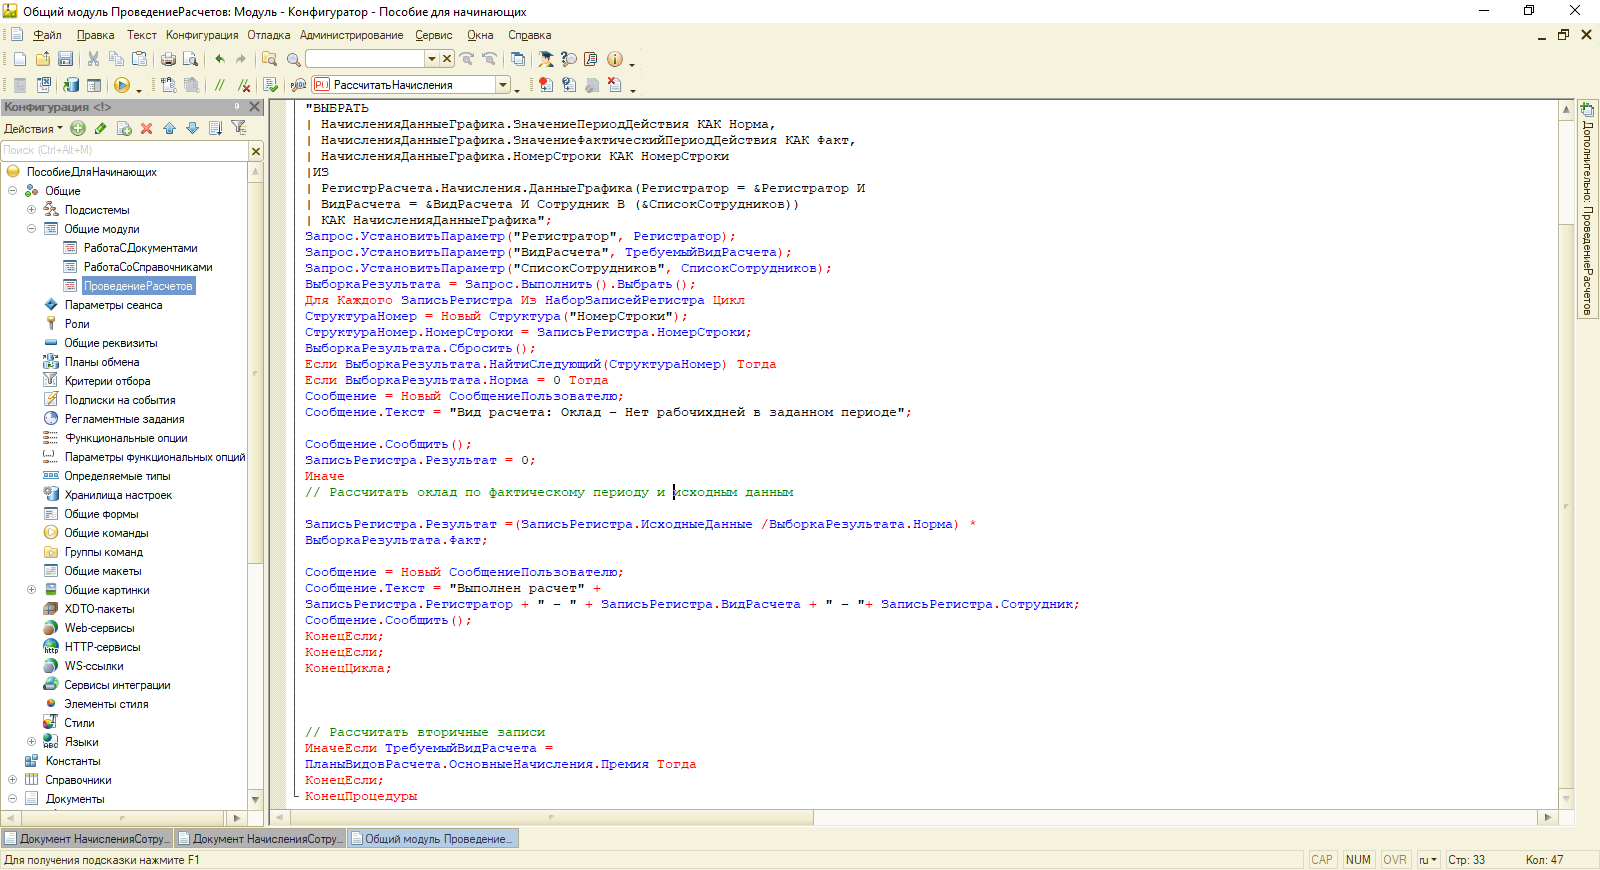 Общий модуль ПроведениеРасчетов: Модуль - Конфигуратор - Пособие для начинающих
Файл Правка Текст Конфигурация Отладка Администрирование Сервис Окна Справка
РассчитатьНачисления
Конфигурация <!>
Действия
Поиск (Ctrl+Alt+M)
ПособиеДляНачинающих
Общие
Подсистемы
Общие модули
РаботаСДокументами
РаботаСоСправочниками
ПроведениеРасчетов
Параметры сеанса
Роли
Общие реквизиты
Планы обмена
Критерии отбора
Подписки на события
Регламентные задания
Функциональные опции
Параметры функциональных опций
Определяемые типы
Хранилища настроек
Общие формы
Общие команды
Группы команд
Общие макеты
Общие картинки
XDTO-пакеты
Web-сервисы
HTTP-сервисы
WS-ссылки
Сервисы интеграции
Элементы стиля
Стили
Языки
Константы
Справочники
Документы
"ВЫБРАТЬ
| НачисленияДанныеГрафика.ЗначениеПериодДействия КАК Норма,
| НачисленияДанныеГрафика.ЗначениеФактическийПериодДействия КАК Факт,
| НачисленияДанныеГрафика.НомерСтроки КАК НомерСтроки
|ИЗ
| РегистрРасчета.Начисления.ДанныеГрафика(Регистратор = &Регистратор И
| ВидРасчета = &ВидРасчета И Сотрудник В (&СписокСотрудников))
| КАК НачисленияДанныеГрафика";
Запрос.УстановитьПараметр("Регистратор", Регистратор);
Запрос.УстановитьПараметр("ВидРасчета", ТребуемыйВидРасчета);
Запрос.УстановитьПараметр("СписокСотрудников", СписокСотрудников);
ВыборкаРезультата = Запрос.Выполнить().Выбрать();
Для Каждого ЗаписьРегистра Из НаборЗаписейРегистра Цикл
СтруктураНомер = Новый Структура("НомерСтроки");
СтруктураНомер.НомерСтроки = ЗаписьРегистра.НомерСтроки;
ВыборкаРезультата.Сбросить();
Если ВыборкаРезультата.НайтиСледующий(СтруктураНомер) Тогда
Если ВыборкаРезультата.Норма = 0 Тогда
Сообщение = Новый СообщениеПользователю;
Сообщение.Текст = "Вид расчета: Оклад – Нет рабочихдней в заданном периоде";
Сообщение.Сообщить();
ЗаписьРегистра.Результат = 0;
Иначе
// Рассчитать оклад по фактическому периоду и исходным данным
ЗаписьРегистра.Результат =(ЗаписьРегистра.ИсходныеДанные /ВыборкаРезультата.Норма) *
ВыборкаРезультата.Факт;
Сообщение = Новый СообщениеПользователю;
Сообщение.Текст = "Выполнен расчет" +
ЗаписьРегистра.Регистратор + " – " + ЗаписьРегистра.ВидРасчета + " – "+ ЗаписьРегистра.Сотрудник;
Сообщение.Сообщить();
КонецЕсли;
КонецЕсли;
КонецЦикла;
// Рассчитать вторичные записи
ИначеЕсли ТребуемыйВидРасчета =
ПланыВидовРасчета.ОсновныеНачисления.Премия Тогда
КонецЕсли;
КонецПроцедуры
Дополнительно: ПроведениеРасчетов
Документ НачисленияСотру... Документ НачисленияСотру... Общий модуль Проведение...
Для получения подсказки нажмите F1
CAP NUM OVR ru Стр: 33 Кол: 47